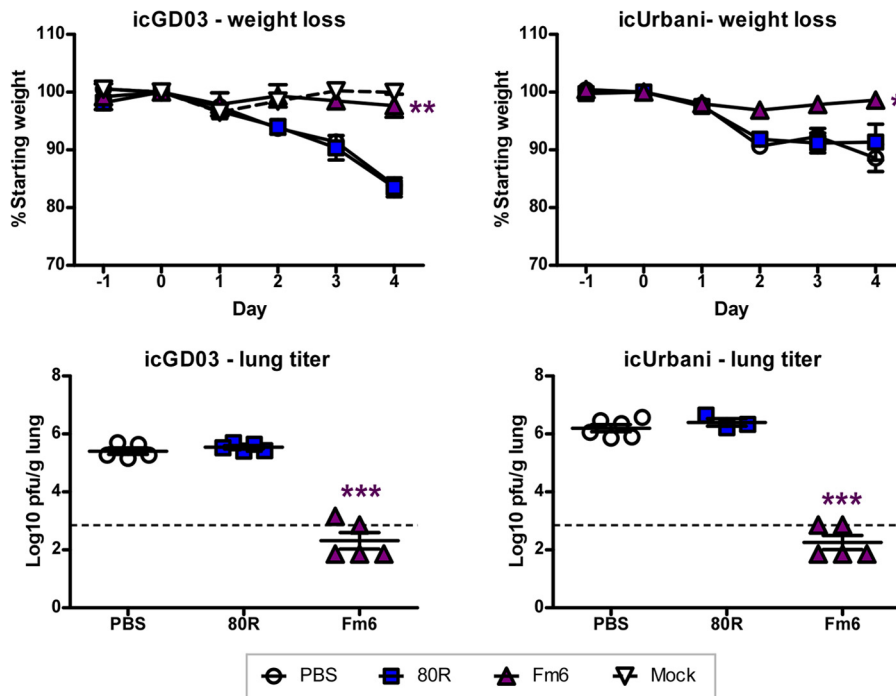 icGD03 - weight loss
110
100
90
80
70
% Starting weight
-1 0 1 2 3 4
Day
**
icUrbani- weight loss
110
100
90
80
70
% Starting weight
-1 0 1 2 3 4
Day
*
icGD03 - lung titer
8
6
4
2
0
Log10 pfu/g lung
***
PBS 80R Fm6
icUrbani - lung titer
8
6
4
2
0
Log10 pfu/g lung
***
PBS 80R Fm6
PBS 80R Fm6 Mock